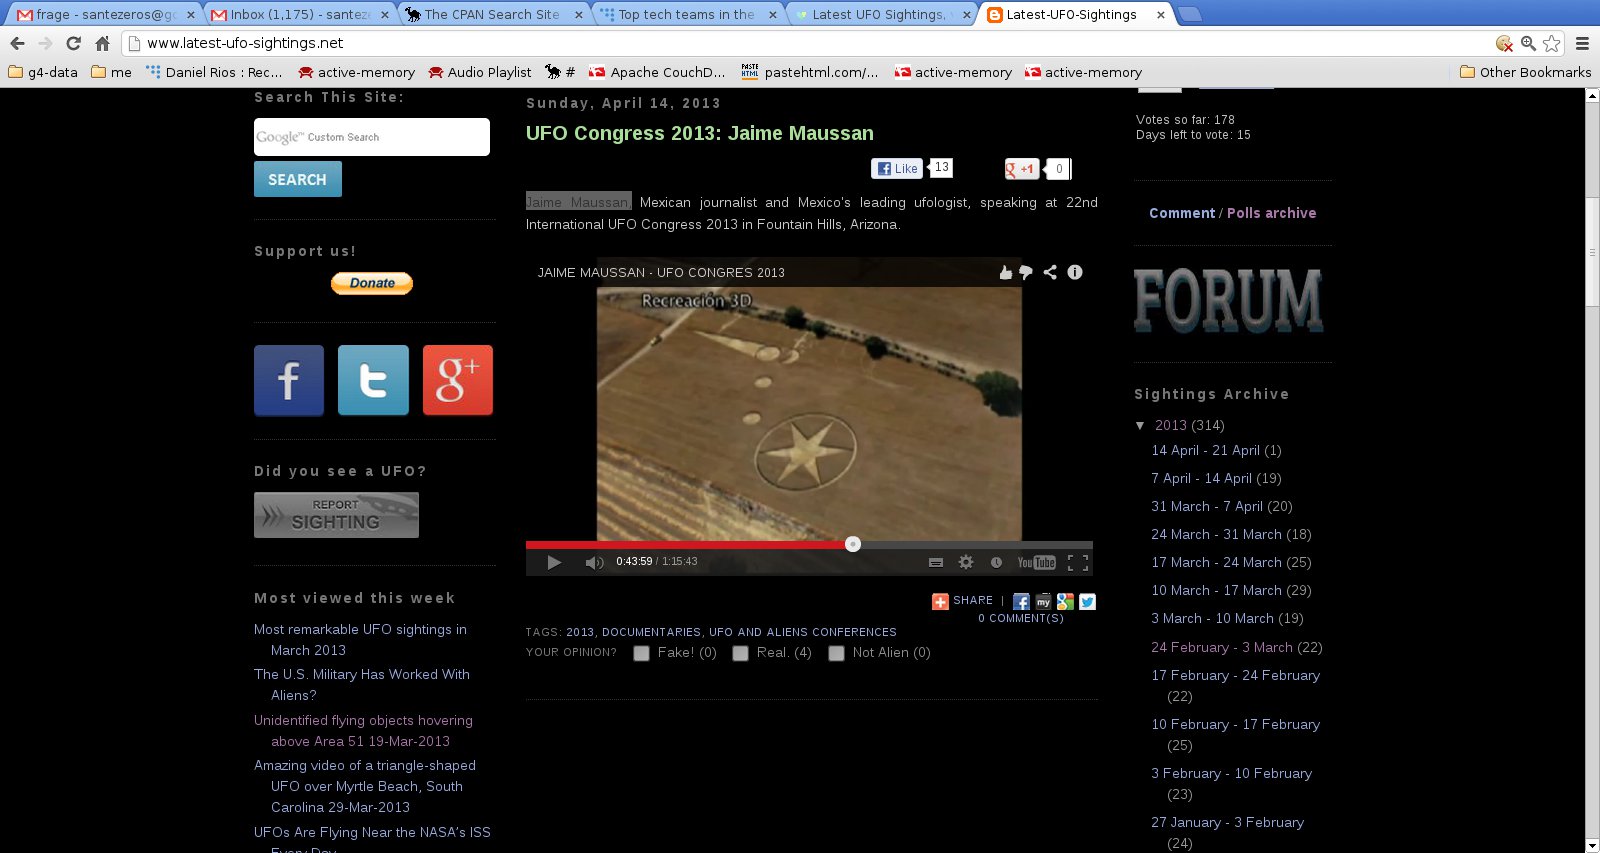 frage - santezeros@g
Inbox (1,175) - santez
The CPAN Search Site
Top tech teams in the
Latest UFO Sightings,
Latest-UFO-Sightings
www.latest-ufo-sightings.net
g4-data
me
Daniel Rios : Rec...
active-memory
Audio Playlist
#
Apache CouchD...
PASTE HTML
pastehtml.com/...
active-memory
active-memory
Other Bookmarks
Search This Site:
Google™ Custom Search
SEARCH
Support us!
Donate
f
t
g+
Did you see a UFO?
REPORT
SIGHTING
Most viewed this week
Most remarkable UFO sightings in
March 2013
The U.S. Military Has Worked With
Aliens?
Unidentified flying objects hovering
above Area 51 19-Mar-2013
Amazing video of a triangle-shaped
UFO over Myrtle Beach, South
Carolina 29-Mar-2013
UFOs Are Flying Near the NASA's ISS
Every Day
Sunday, April 14, 2013
UFO Congress 2013: Jaime Maussan
Like 13
+1 0
Jaime Maussan, Mexican journalist and Mexico's leading ufologist, speaking at 22nd
International UFO Congress 2013 in Fountain Hills, Arizona.
JAIME MAUSSAN - UFO CONGRES 2013
Recreación 3D
0:43:59 / 1:15:43
YouTube
SHARE |
my
0 COMMENT(S)
TAGS: 2013, DOCUMENTARIES, UFO AND ALIENS CONFERENCES
YOUR OPINION? Fake! (0) Real. (4) Not Alien (0)
Votes so far: 178
Days left to vote: 15
Comment / Polls archive
FORUM
Sightings Archive
▼ 2013 (314)
14 April - 21 April (1)
7 April - 14 April (19)
31 March - 7 April (20)
24 March - 31 March (18)
17 March - 24 March (25)
10 March - 17 March (29)
3 March - 10 March (19)
24 February - 3 March (22)
17 February - 24 February
(22)
10 February - 17 February
(25)
3 February - 10 February
(23)
27 January - 3 February
(24)